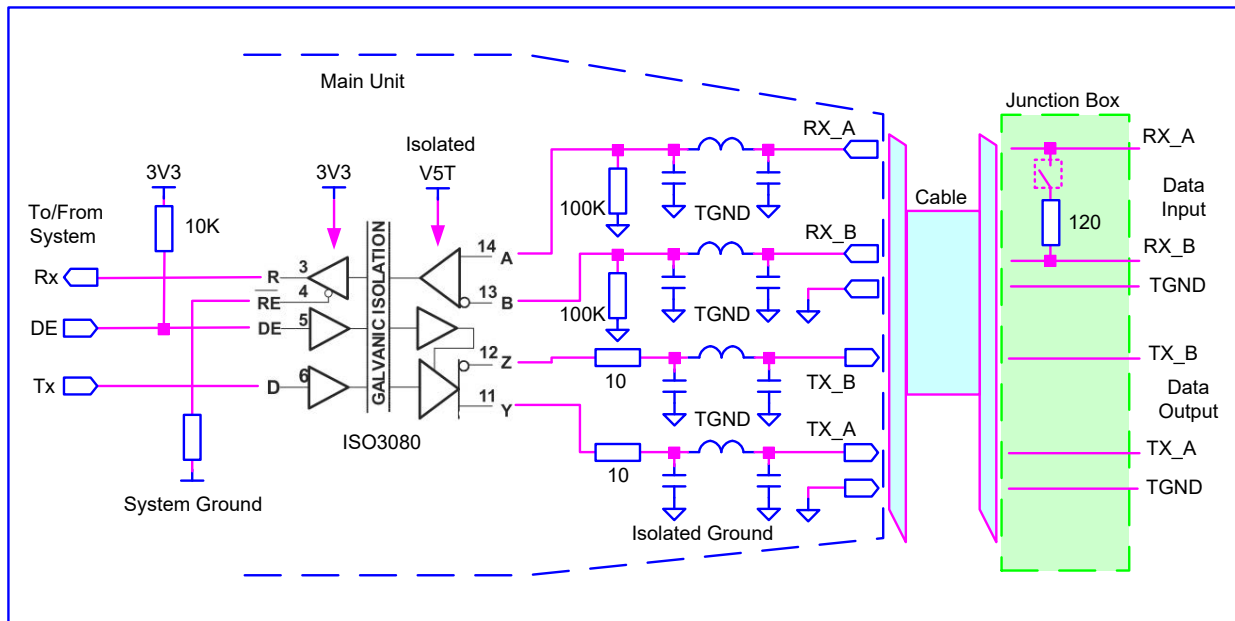 Main Unit
Junction Box
Isolated
V5T
3V3
3V3
To/From
System
10K
Rx
DE
Tx
R
3
4
RE
DE
5
D
6
GALVANIC ISOLATION
14
A
13
B
12
Z
11
Y
ISO3080
System Ground
100K
100K
TGND
TGND
TGND
10
10
Isolated Ground
RX_A
RX_B
TX_B
TX_A
Cable
120
RX_A
Data
Input
RX_B
TGND
TX_B
Data
Output
TX_A
TGND